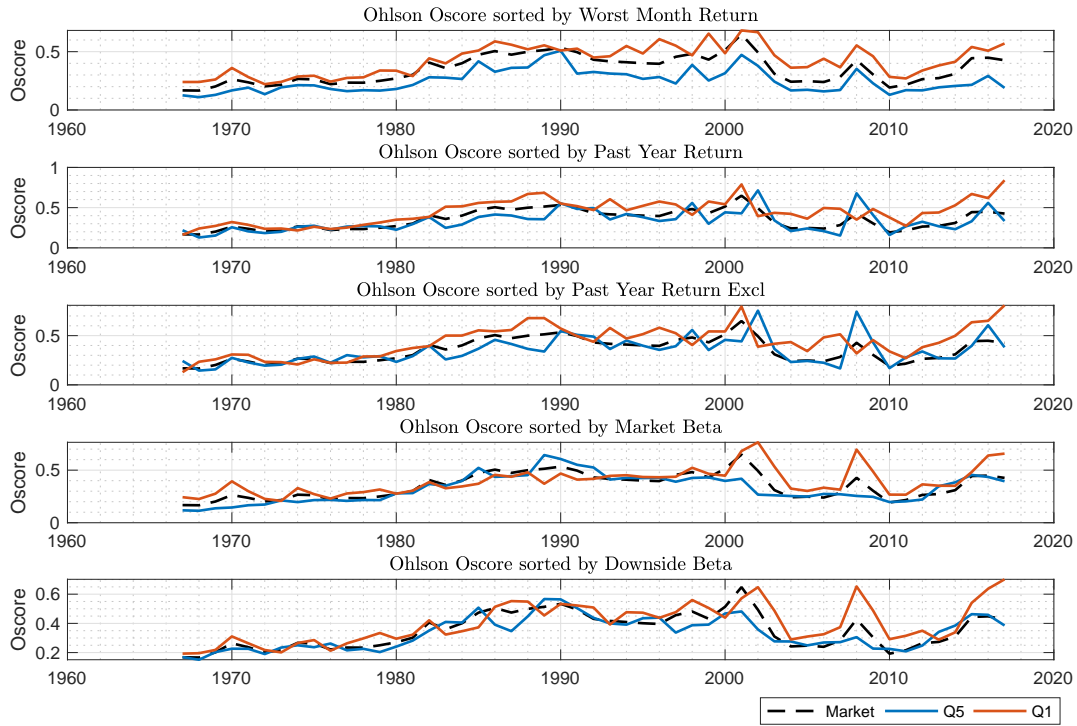 Ohlson Oscore sorted by Worst Month Return
Oscore
0.5
0
1960 1970 1980 1990 2000 2010 2020
Ohlson Oscore sorted by Past Year Return
Oscore
1
0.5
0
1960 1970 1980 1990 2000 2010 2020
Ohlson Oscore sorted by Past Year Return Excl
Oscore
0.5
0
1960 1970 1980 1990 2000 2010 2020
Ohlson Oscore sorted by Market Beta
Oscore
0.5
0
1960 1970 1980 1990 2000 2010 2020
Ohlson Oscore sorted by Downside Beta
Oscore
0.6
0.4
0.2
1960 1970 1980 1990 2000 2010 2020
Market Q5 Q1